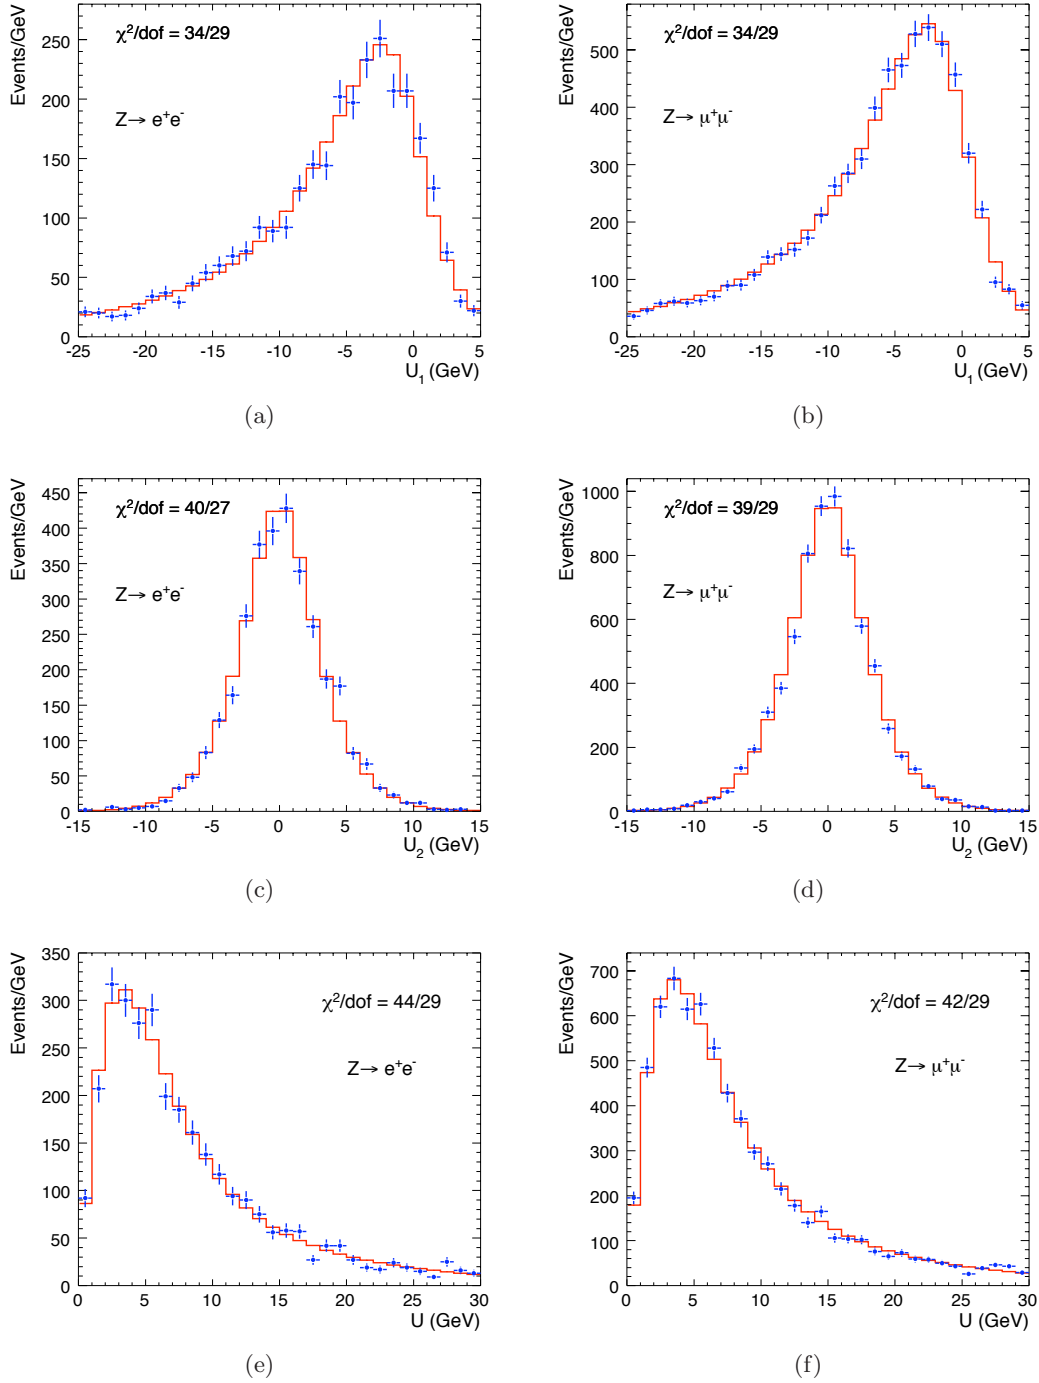 Events/GeV
250
200
150
100
50
0
χ²/dof = 34/29
Z→ e⁺e⁻
-25 -20 -15 -10 -5 0 5
U₁ (GeV)
(a)
Events/GeV
500
400
300
200
100
0
χ²/dof = 34/29
Z→ μ⁺μ⁻
-25 -20 -15 -10 -5 0 5
U₁ (GeV)
(b)
Events/GeV
450
400
350
300
250
200
150
100
50
0
χ²/dof = 40/27
Z→ e⁺e⁻
-15 -10 -5 0 5 10 15
U₂ (GeV)
(c)
Events/GeV
1000
800
600
400
200
0
χ²/dof = 39/29
Z→ μ⁺μ⁻
-15 -10 -5 0 5 10 15
U₂ (GeV)
(d)
Events/GeV
350
300
250
200
150
100
50
0
χ²/dof = 44/29
Z→ e⁺e⁻
0 5 10 15 20 25 30
U (GeV)
(e)
Events/GeV
700
600
500
400
300
200
100
0
χ²/dof = 42/29
Z→ μ⁺μ⁻
0 5 10 15 20 25 30
U (GeV)
(f)